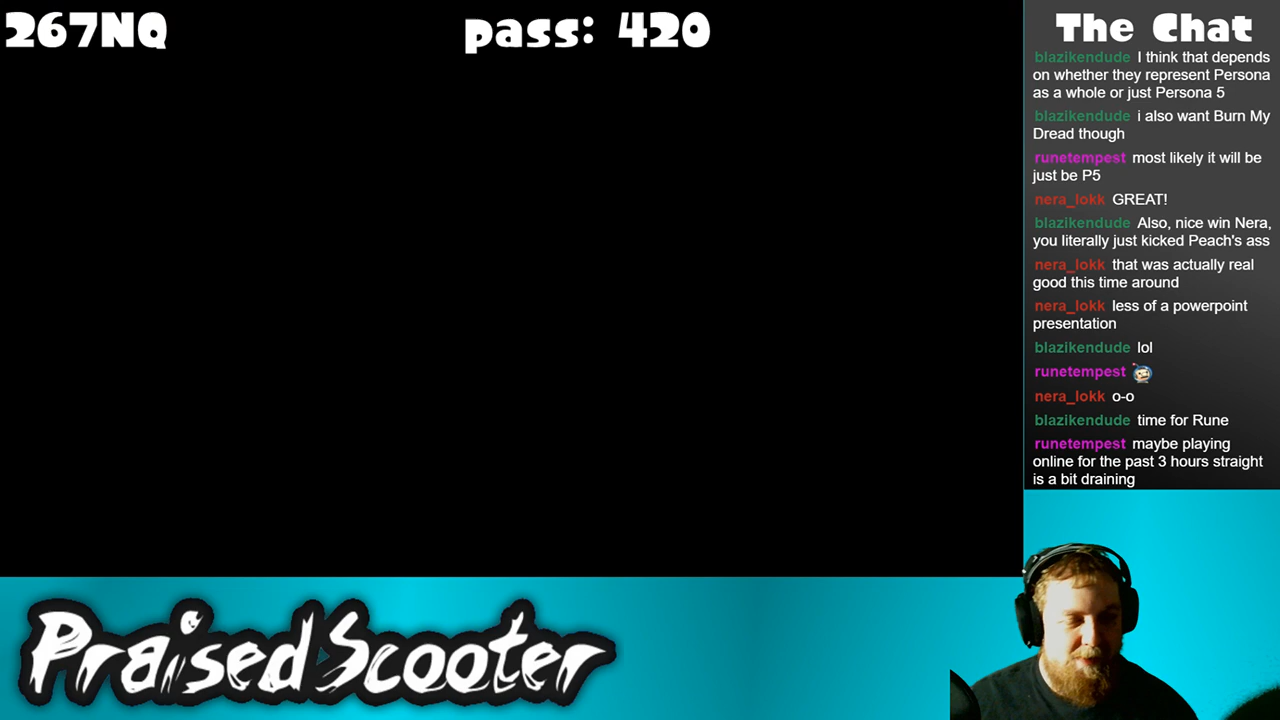 267NQ
pass: 420
The Chat
blazikendude I think that depends
on whether they represent Persona
as a whole or just Persona 5
blazikendude i also want Burn My
Dread though
runetempest most likely it will be
just be P5
nera_lokk GREAT!
blazikendude Also, nice win Nera,
you literally just kicked Peach's ass
nera_lokk that was actually real
good this time around
nera_lokk less of a powerpoint
presentation
blazikendude lol
runetempest
nera_lokk o-o
blazikendude time for Rune
runetempest maybe playing
online for the past 3 hours straight
is a bit draining
PraisedScooter